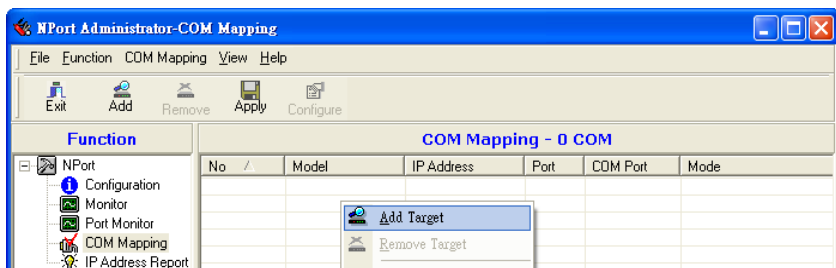 NPort Administrator-COM Mapping
File Function COM Mapping View Help
Exit Add Remove Apply Configure
Function
COM Mapping - 0 COM
No Model IP Address Port COM Port Mode
NPort
Configuration
Monitor
Port Monitor
COM Mapping
IP Address Report
Add Target
Remove Target